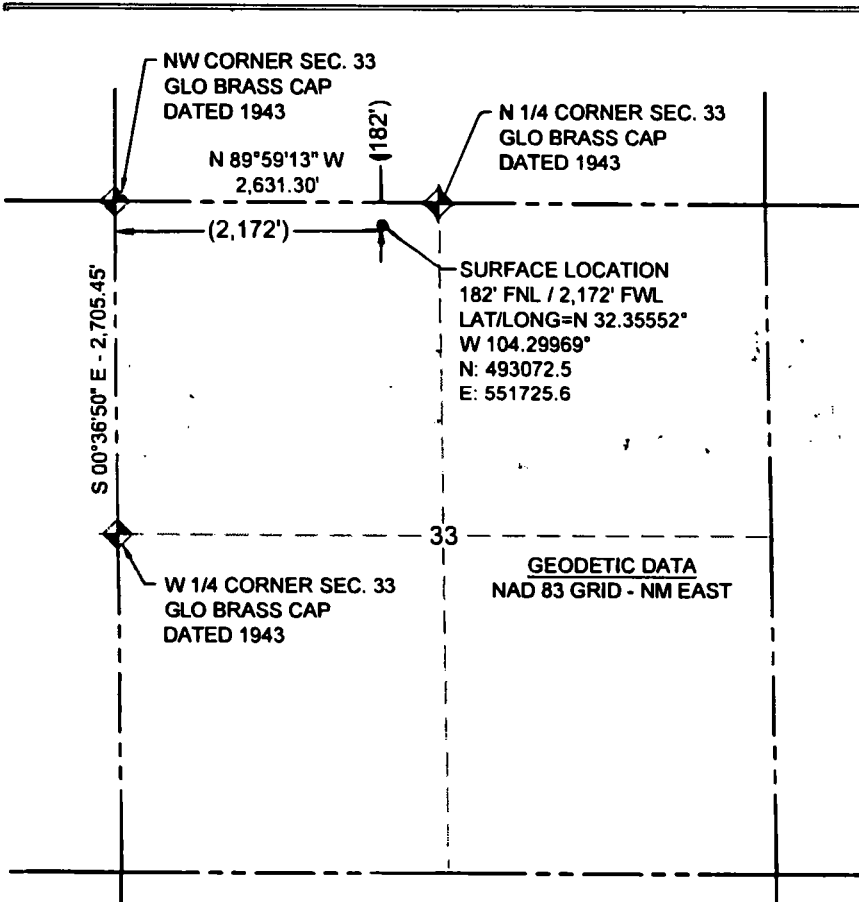 NW CORNER SEC. 33
GLO BRASS CAP
DATED 1943
N 89°59'13" W
2,631.30'
(182')
N 1/4 CORNER SEC. 33
GLO BRASS CAP
DATED 1943
(2,172')
SURFACE LOCATION
182' FNL / 2,172' FWL
LAT/LONG=N 32.35552°
W 104.29969°
N: 493072.5
E: 551725.6
S 00°36'50" E - 2,705.45'
33
W 1/4 CORNER SEC. 33
GLO BRASS CAP
DATED 1943
GEODETIC DATA
NAD 83 GRID - NM EAST